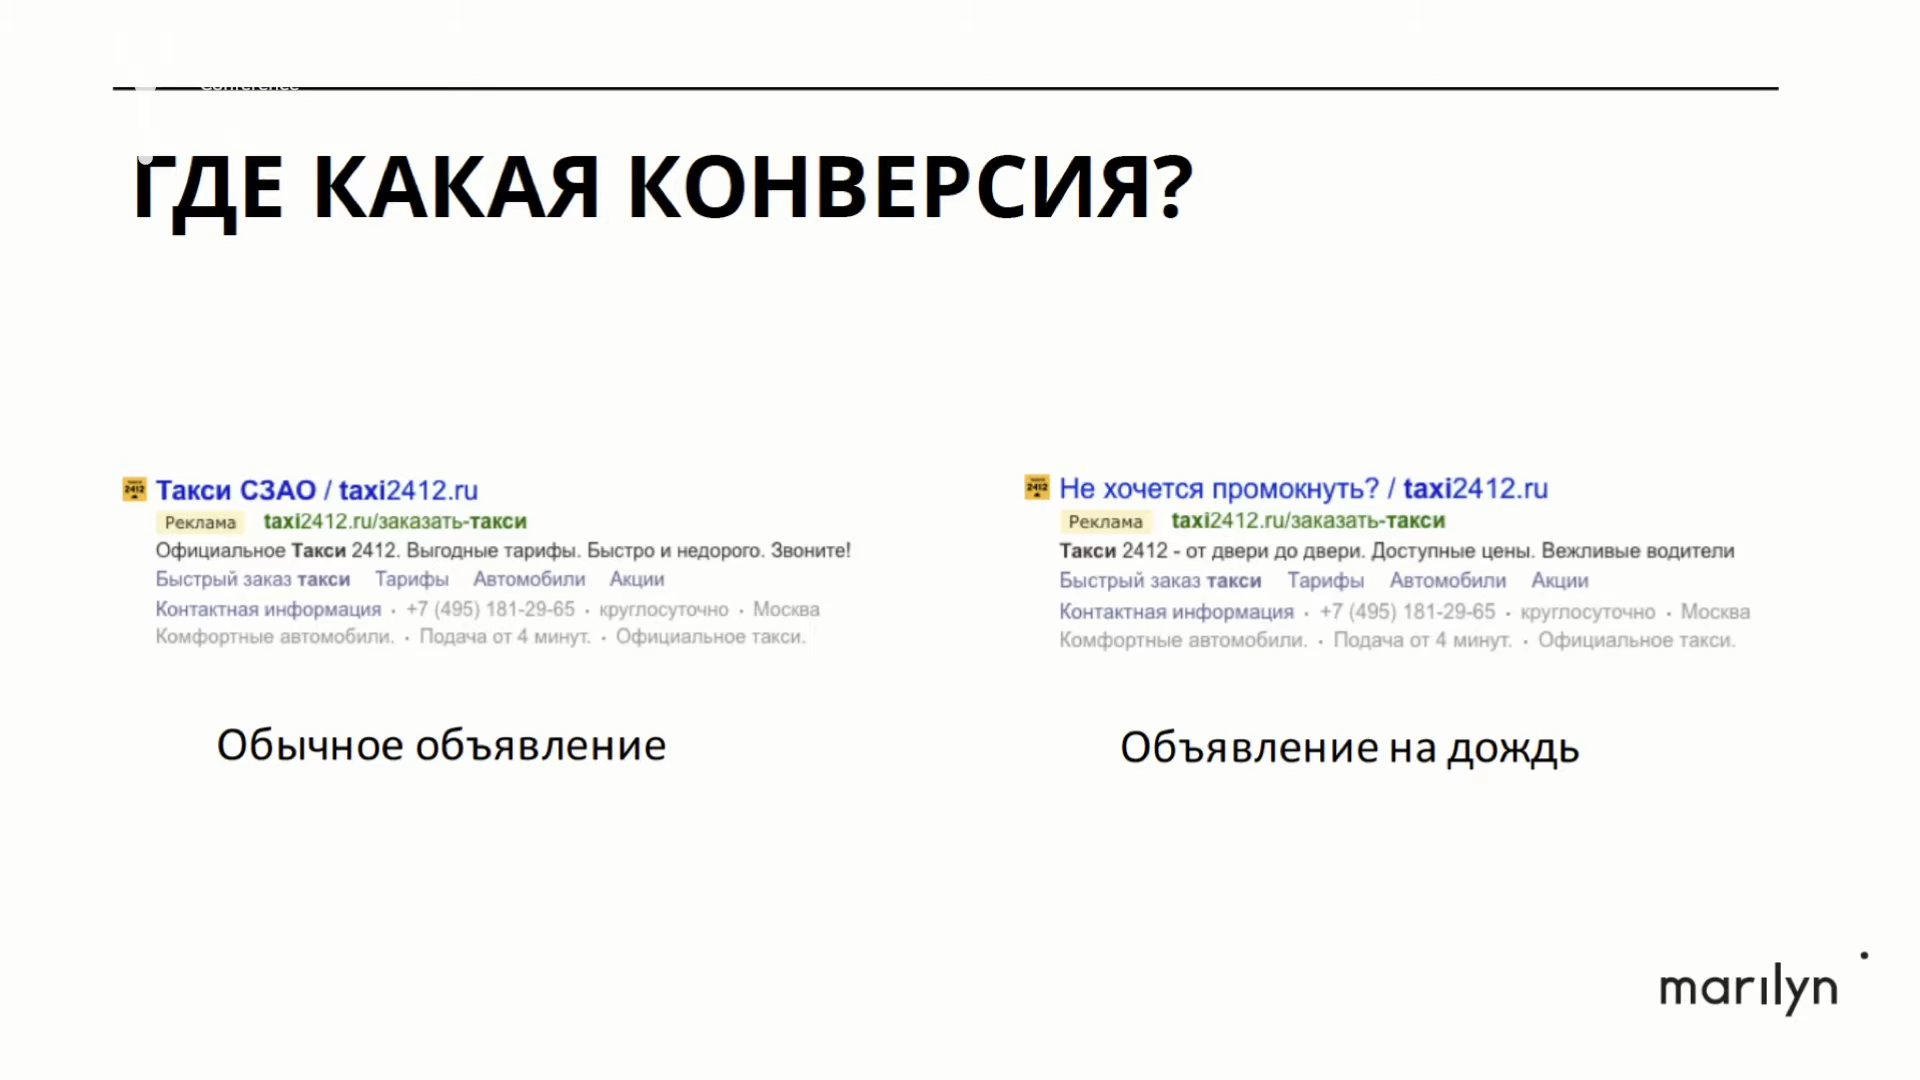 Conference
ГДЕ КАКАЯ КОНВЕРСИЯ?
Такси СЗАО / taxi2412.ru
Реклама taxi2412.ru/заказать-такси
Официальное Такси 2412. Выгодные тарифы. Быстро и недорого. Звоните!
Быстрый заказ такси Тарифы Автомобили Акции
Контактная информация · +7 (495) 181-29-65 · круглосуточно · Москва
Комфортные автомобили. · Подача от 4 минут. · Официальное такси.
Обычное объявление
Не хочется промокнуть? / taxi2412.ru
Реклама taxi2412.ru/заказать-такси
Такси 2412 - от двери до двери. Доступные цены. Вежливые водители
Быстрый заказ такси Тарифы Автомобили Акции
Контактная информация · +7 (495) 181-29-65 · круглосуточно · Москва
Комфортные автомобили. · Подача от 4 минут. · Официальное такси.
Объявление на дождь
marilyn